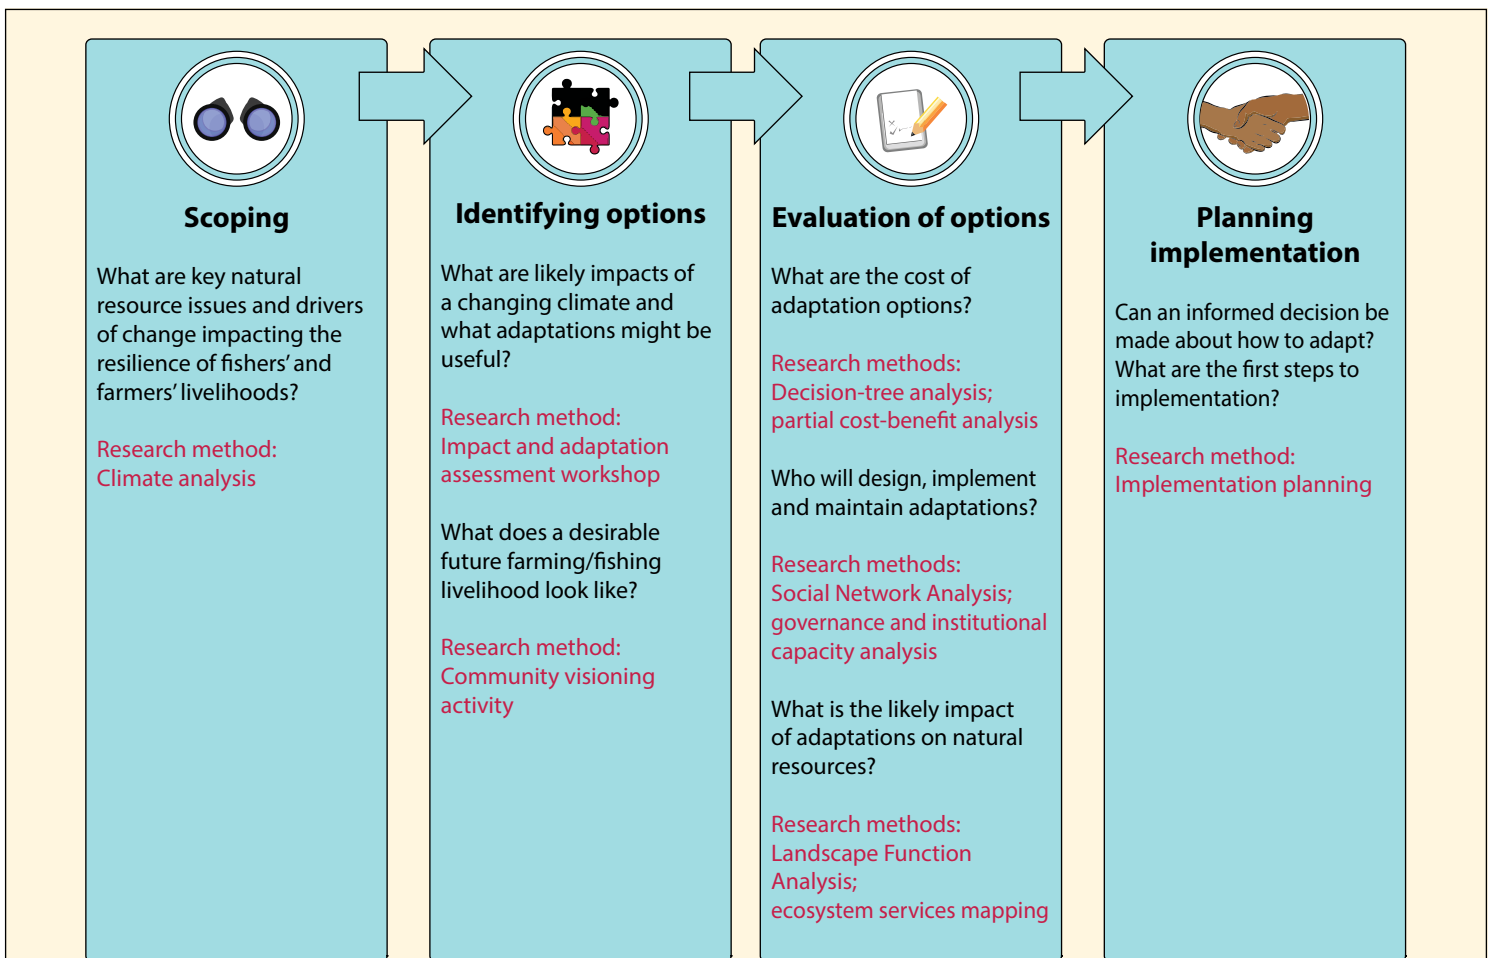 Scoping
What are key natural
resource issues and drivers
of change impacting the
resilience of fishers’ and
farmers’ livelihoods?
Research method:
Climate analysis
Identifying options
What are likely impacts of
a changing climate and
what adaptations might be
useful?
Research method:
Impact and adaptation
assessment workshop
What does a desirable
future farming/fishing
livelihood look like?
Research method:
Community visioning
activity
Evaluation of options
What are the cost of
adaptation options?
Research methods:
Decision-tree analysis;
partial cost-benefit analysis
Who will design, implement
and maintain adaptations?
Research methods:
Social Network Analysis;
governance and institutional
capacity analysis
What is the likely impact
of adaptations on natural
resources?
Research methods:
Landscape Function
Analysis;
ecosystem services mapping
Planning
implementation
Can an informed decision be
made about how to adapt?
What are the first steps to
implementation?
Research method:
Implementation planning